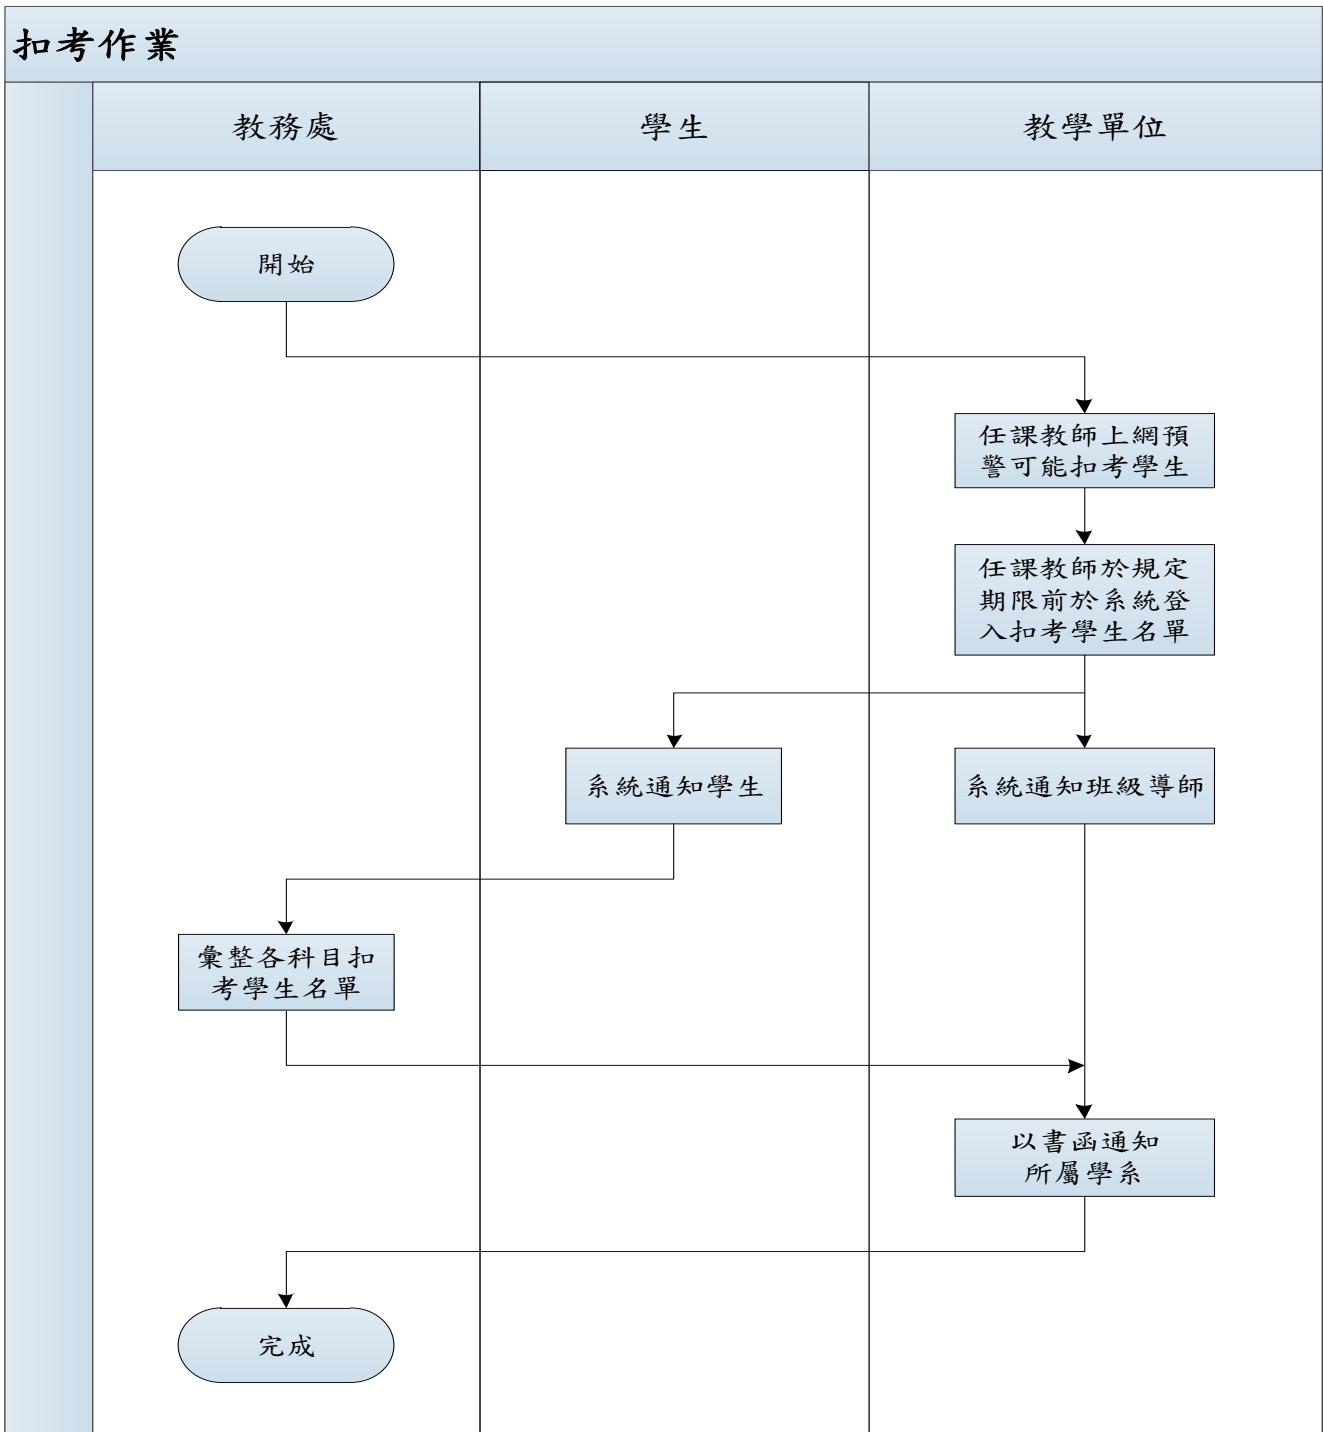 扣考作業
教務處
學生
教學單位
開始
任課教師上網預
警可能扣考學生
任課教師於規定
期限前於系統登
入扣考學生名單
系統通知學生
系統通知班級導師
彙整各科目扣
考學生名單
以書函通知
所屬學系
完成